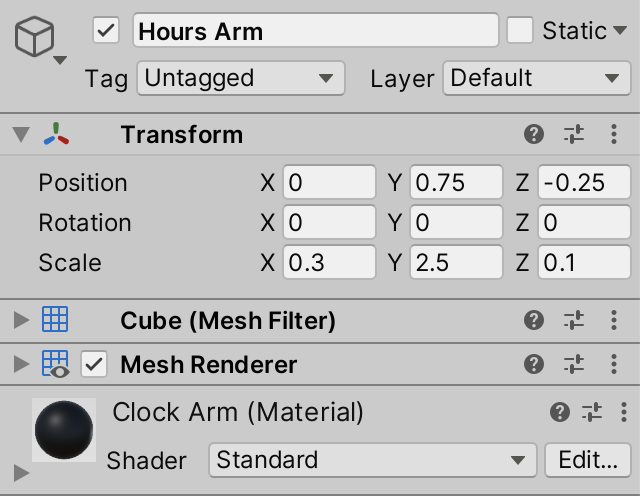 Hours Arm Static
Tag Untagged Layer Default
Transform
Position X 0 Y 0.75 Z -0.25
Rotation X 0 Y 0 Z 0
Scale X 0.3 Y 2.5 Z 0.1
Cube (Mesh Filter)
Mesh Renderer
Clock Arm (Material)
Shader Standard Edit...